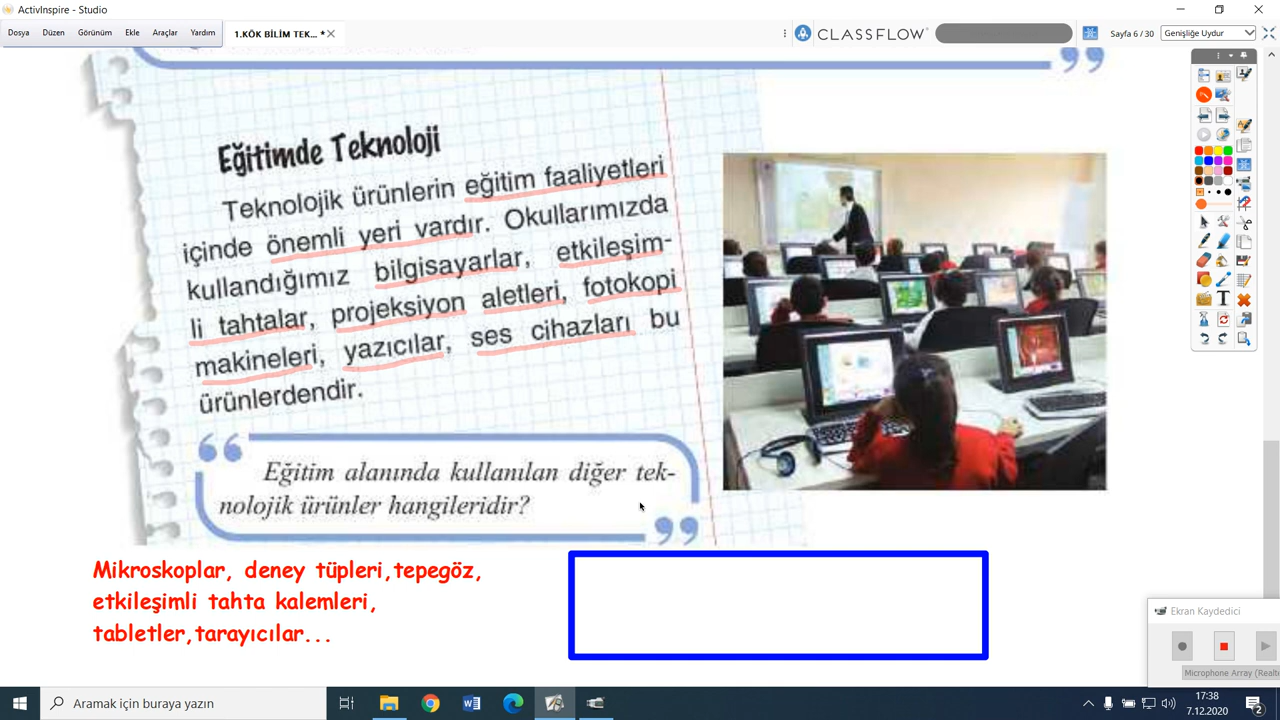 ActivInspire - Studio
Dosya Düzen Görünüm Ekle Araçlar Yardım
1.KÖK BİLİM TEK... *
CLASSFLOW
Sayfa 6 / 30
Genişliğe Uydur
Eğitimde Teknoloji
Teknolojik ürünlerin eğitim faaliyetleri
içinde önemli yeri vardır. Okullarımızda
kullandığımız bilgisayarlar, etkileşim-
li tahtalar, projeksiyon aletleri, fotokopi
makineleri, yazıcılar, ses cihazları bu
ürünlerdendir.
Eğitim alanında kullanılan diğer tek-
nolojik ürünler hangileridir?
Mikroskoplar, deney tüpleri,tepegöz,
etkileşimli tahta kalemleri,
tabletler,tarayıcılar...
Ekran Kaydedici
Microphone Array (Realte
Aramak için buraya yazın
17:38
7.12.2020
2